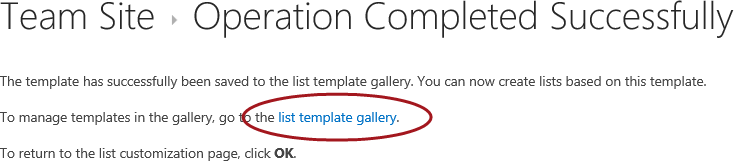 Team Site ▸ Operation Completed Successfully
The template has successfully been saved to the list template gallery. You can now create lists based on this template.
To manage templates in the gallery, go to the list template gallery.
To return to the list customization page, click OK.